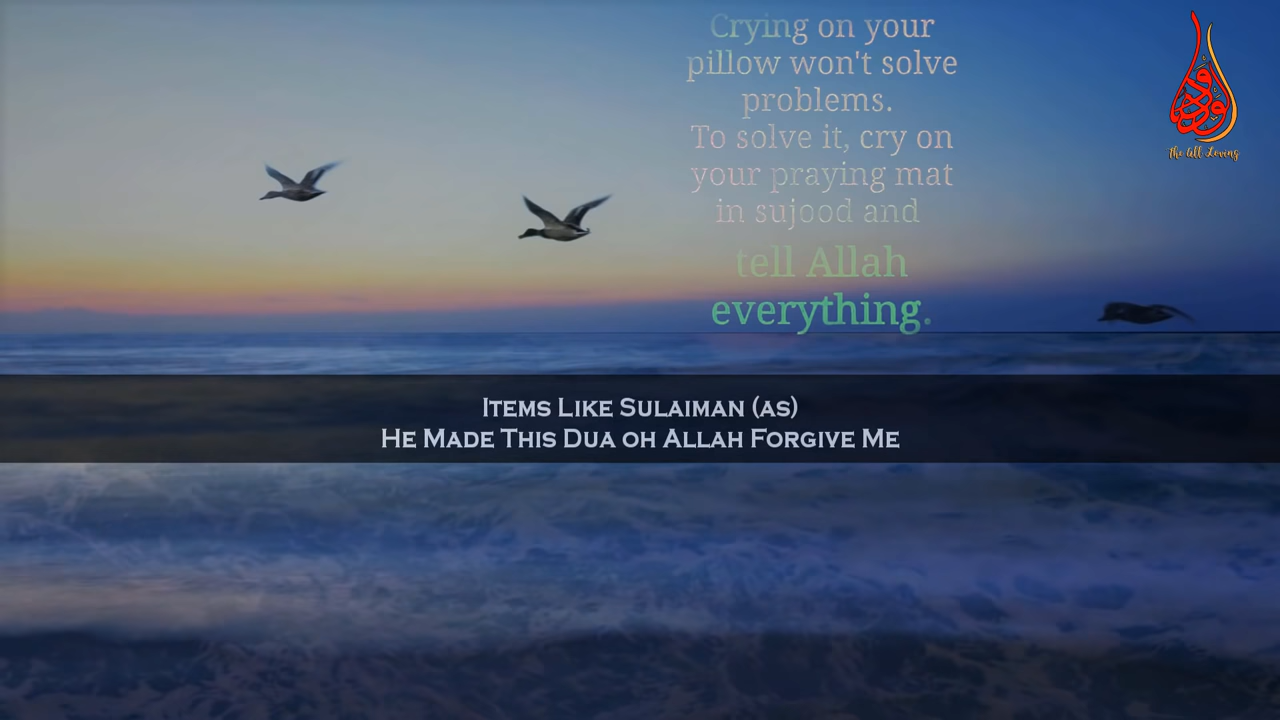 Crying on your
pillow won't solve
problems.
To solve it, cry on
your praying mat
in sujood and
tell Allah
everything.
The All Loving
Items Like Sulaiman (as)
He Made This Dua oh Allah Forgive Me